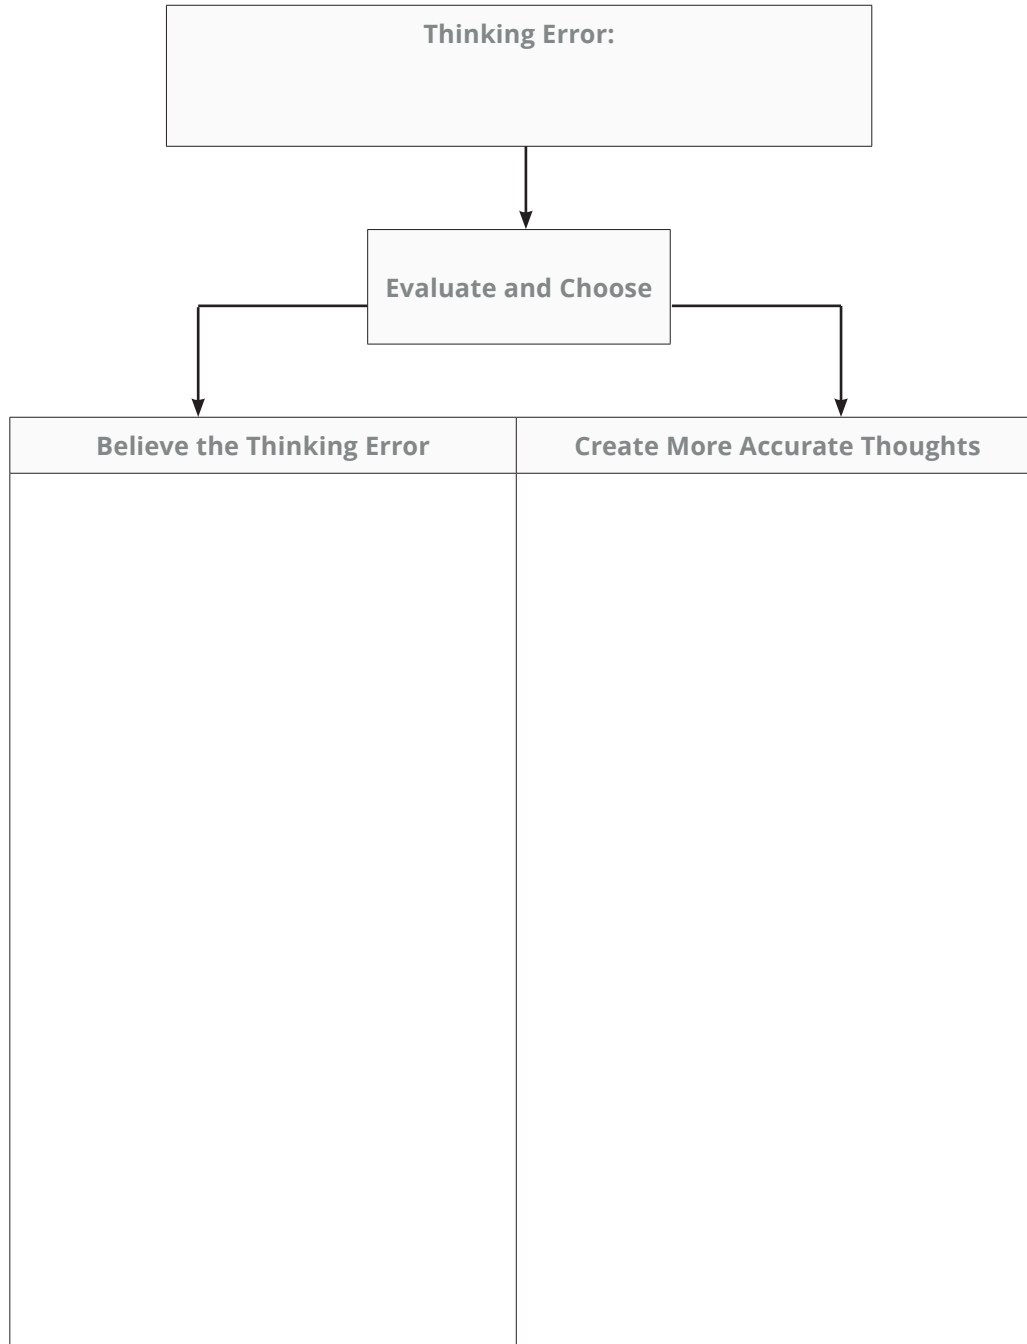 Thinking Error:
Evaluate and Choose
Believe the Thinking Error
Create More Accurate Thoughts